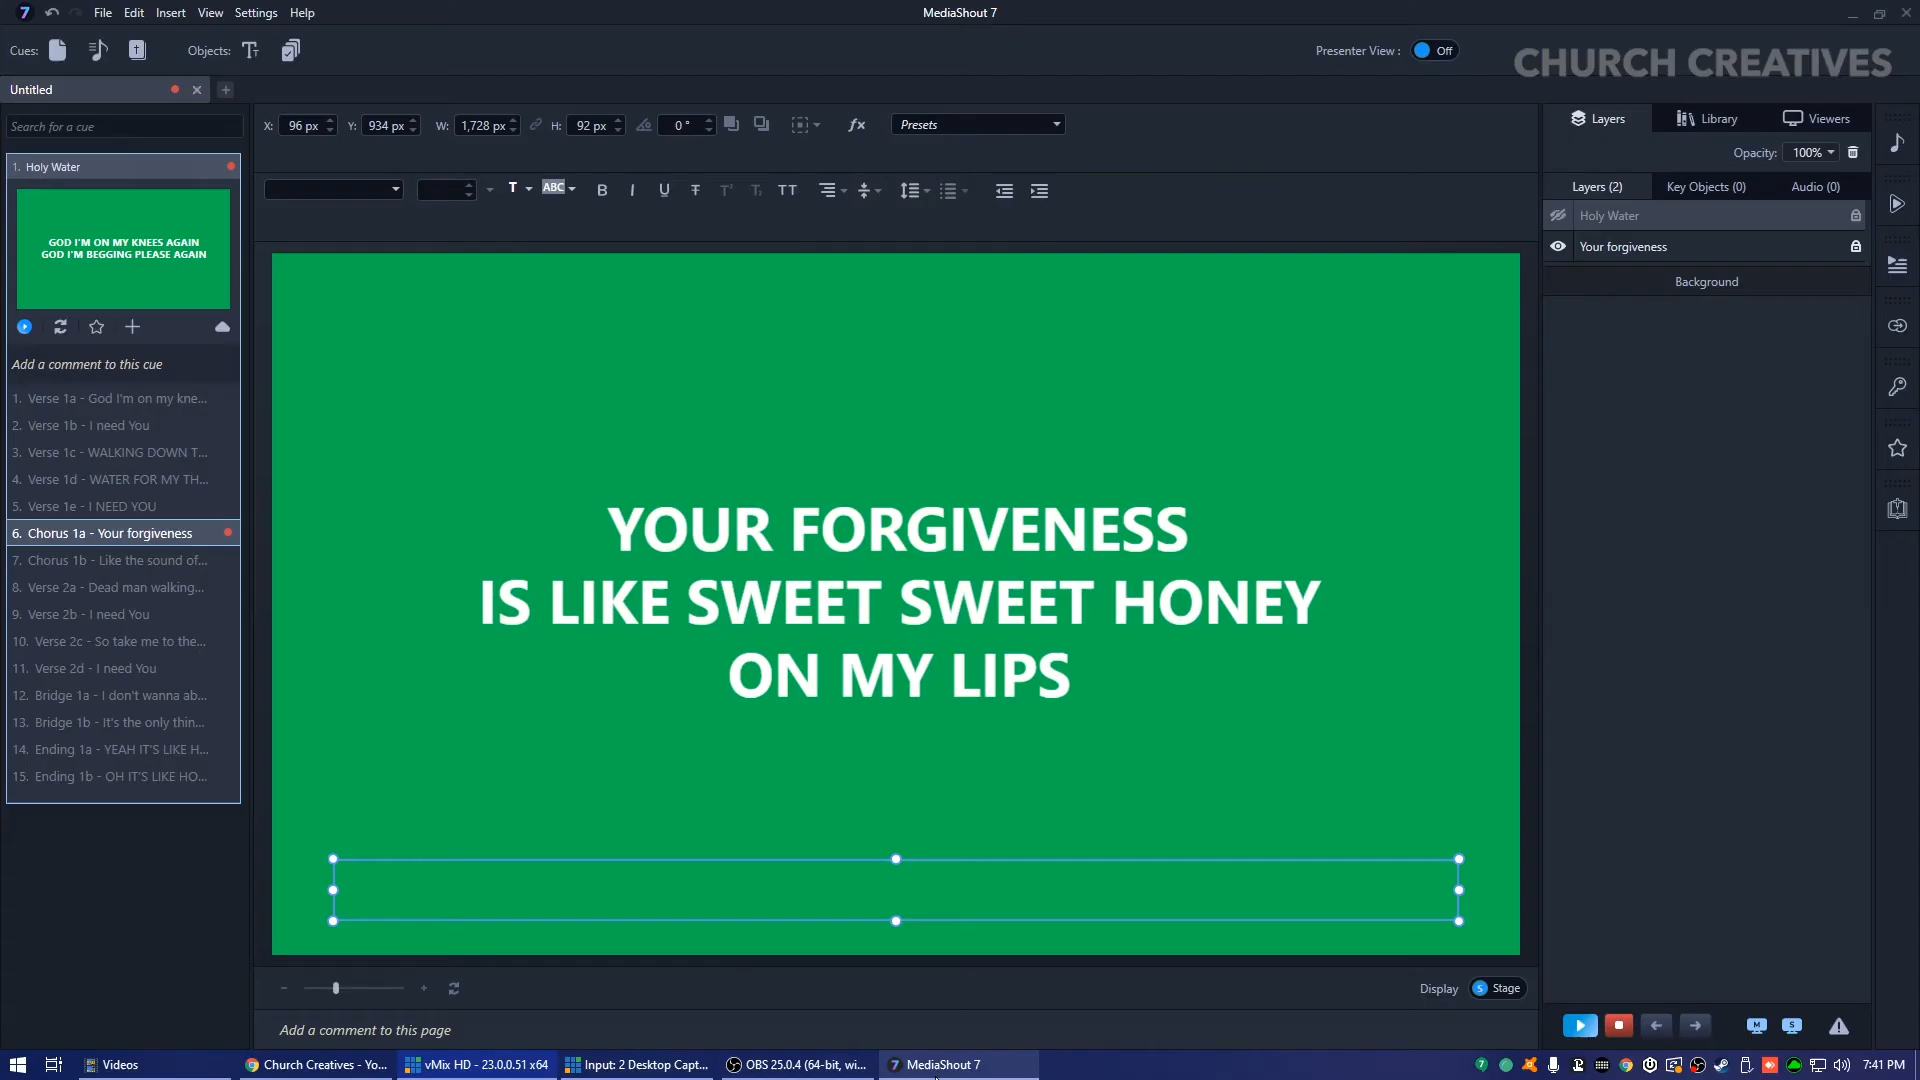 7 File Edit Insert View Settings Help
MediaShout 7
Cues:
Objects:
Presenter View : Off
CHURCH CREATIVES
Untitled
Search for a cue
X: 96 px Y: 934 px W: 1,728 px H: 92 px 0 ° fx Presets
Layers Library Viewers
Opacity: 100%
1. Holy Water
T ABC B I U T T TT
Layers (2) Key Objects (0) Audio (0)
Holy Water
Your forgiveness
Background
GOD I'M ON MY KNEES AGAIN
GOD I'M BEGGING PLEASE AGAIN
Add a comment to this cue
1. Verse 1a - God I'm on my kne...
2. Verse 1b - I need You
3. Verse 1c - WALKING DOWN T...
4. Verse 1d - WATER FOR MY TH...
5. Verse 1e - I NEED YOU
6. Chorus 1a - Your forgiveness
7. Chorus 1b - Like the sound of...
8. Verse 2a - Dead man walking...
9. Verse 2b - I need You
10. Verse 2c - So take me to the...
11. Verse 2d - I need You
12. Bridge 1a - I don't wanna ab...
13. Bridge 1b - It's the only thin...
14. Ending 1a - YEAH IT'S LIKE H...
15. Ending 1b - OH IT'S LIKE HO...
YOUR FORGIVENESS
IS LIKE SWEET SWEET HONEY
ON MY LIPS
Display S Stage
Add a comment to this page
M S
Videos
Church Creatives - Yo...
vMix HD - 23.0.0.51 x64
Input: 2 Desktop Capt...
OBS 25.0.4 (64-bit, wi...
7 MediaShout 7
7:41 PM